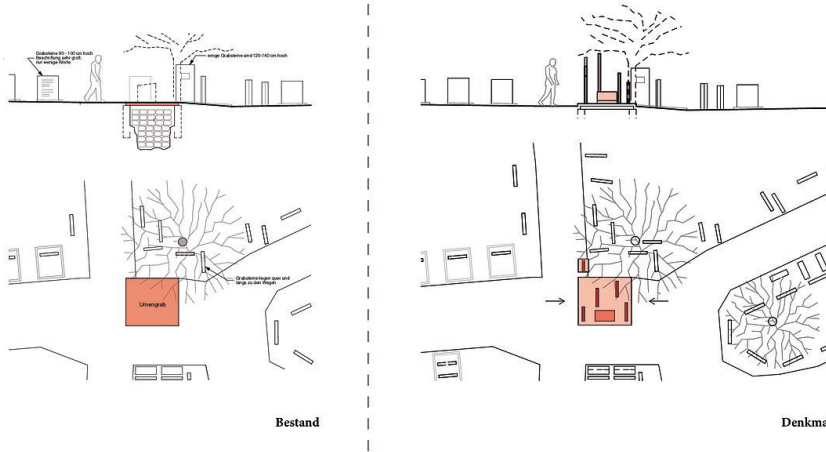 Grabsteine 90 - 100 cm hoch
Beschriftung sehr groß,
nur wenige Worte
einige Grabsteine sind 120-140 cm hoch
Grabsteine liegen quer und
längs zu den Wegen
Urnengrab
Bestand
Denkma